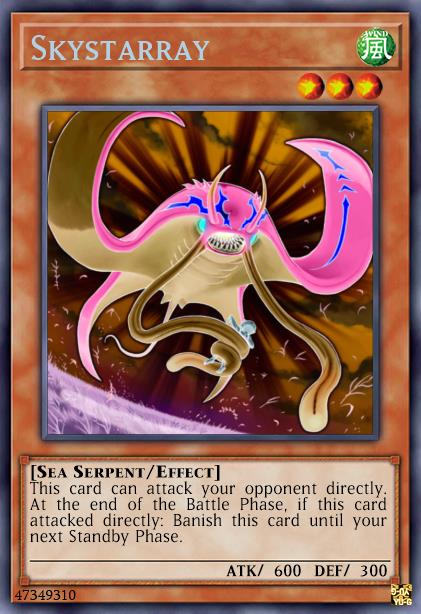 Skystarray
WIND
風
[Sea Serpent/Effect]
This card can attack your opponent directly.
At the end of the Battle Phase, if this card
attacked directly: Banish this card until your
next Standby Phase.
ATK/ 600 DEF/ 300
47349310